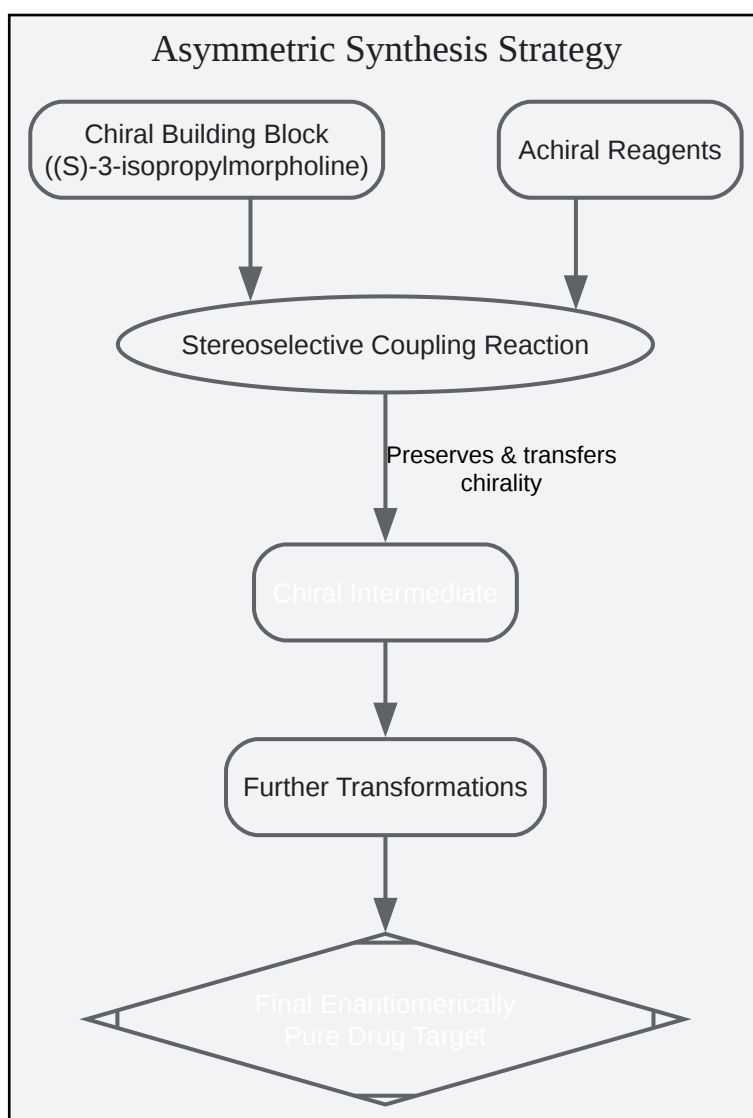 Asymmetric Synthesis Strategy
Chiral Building Block
((S)-3-isopropylmorpholine)
Achiral Reagents
Stereoselective Coupling Reaction
Preserves & transfers
chirality
Chiral Intermediate
Further Transformations
Final Enantiomerically
Pure Drug Target